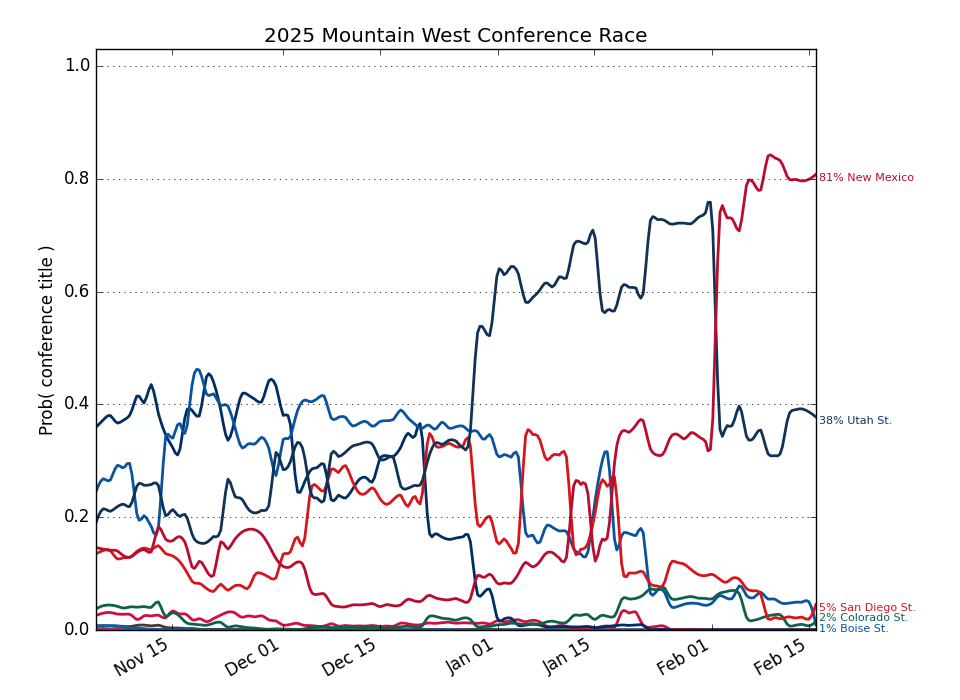 2025 Mountain West Conference Race
Prob( conference title )
1.0
0.8
0.6
0.4
0.2
0.0
81% New Mexico
38% Utah St.
5% San Diego St.
2% Colorado St.
1% Boise St.
Nov 15
Dec 01
Dec 15
Jan 01
Jan 15
Feb 01
Feb 15